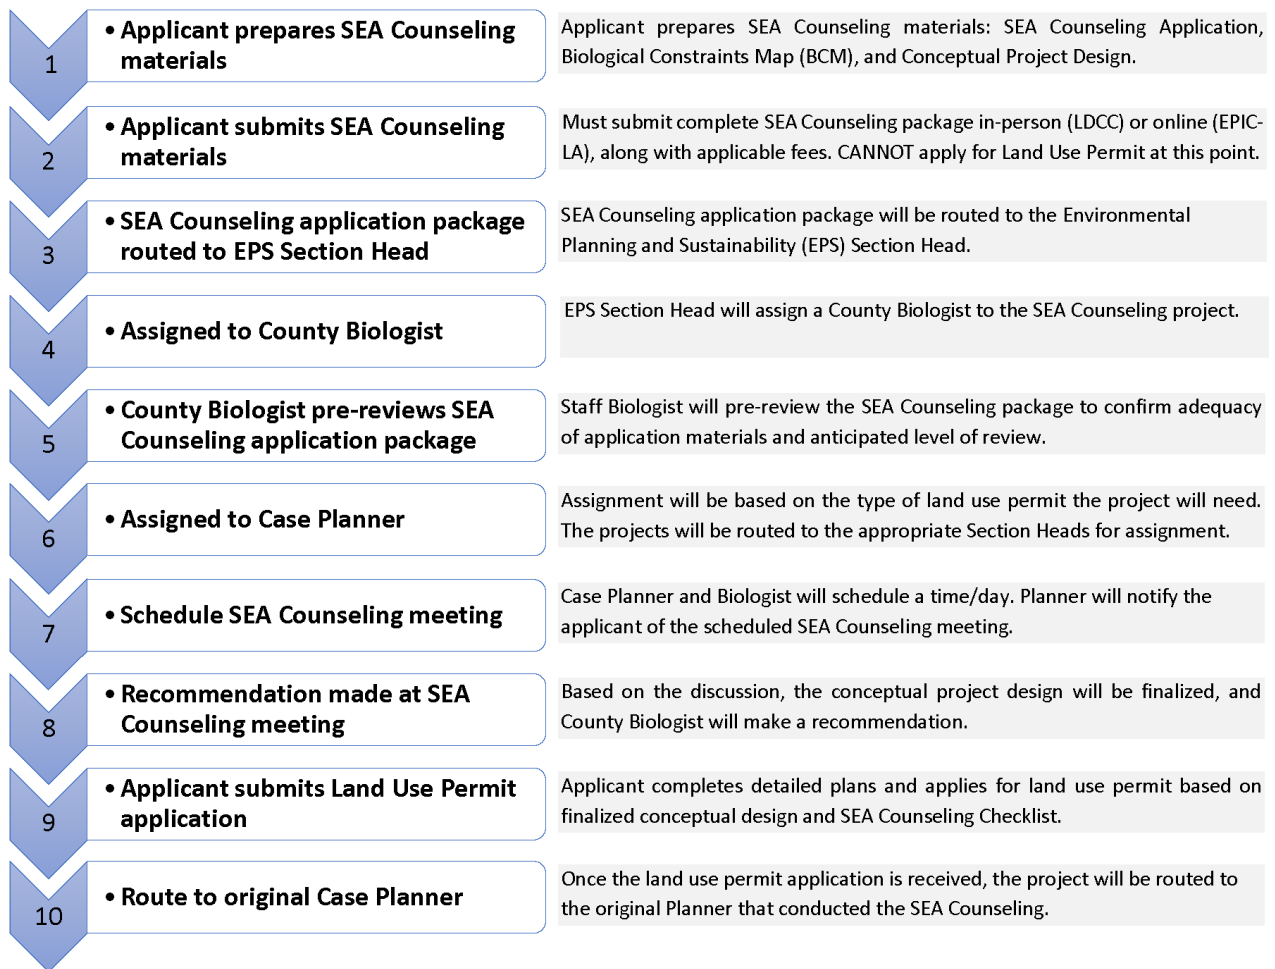 1
• Applicant prepares SEA Counseling
materials
Applicant prepares SEA Counseling materials: SEA Counseling Application,
Biological Constraints Map (BCM), and Conceptual Project Design.
2
• Applicant submits SEA Counseling
materials
Must submit complete SEA Counseling package in-person (LDCC) or online (EPIC-
LA), along with applicable fees. CANNOT apply for Land Use Permit at this point.
3
• SEA Counseling application package
routed to EPS Section Head
SEA Counseling application package will be routed to the Environmental
Planning and Sustainability (EPS) Section Head.
4
• Assigned to County Biologist
EPS Section Head will assign a County Biologist to the SEA Counseling project.
5
• County Biologist pre-reviews SEA
Counseling application package
Staff Biologist will pre-review the SEA Counseling package to confirm adequacy
of application materials and anticipated level of review.
6
• Assigned to Case Planner
Assignment will be based on the type of land use permit the project will need.
The projects will be routed to the appropriate Section Heads for assignment.
7
• Schedule SEA Counseling meeting
Case Planner and Biologist will schedule a time/day. Planner will notify the
applicant of the scheduled SEA Counseling meeting.
8
• Recommendation made at SEA
Counseling meeting
Based on the discussion, the conceptual project design will be finalized, and
County Biologist will make a recommendation.
9
• Applicant submits Land Use Permit
application
Applicant completes detailed plans and applies for land use permit based on
finalized conceptual design and SEA Counseling Checklist.
10
• Route to original Case Planner
Once the land use permit application is received, the project will be routed to
the original Planner that conducted the SEA Counseling.